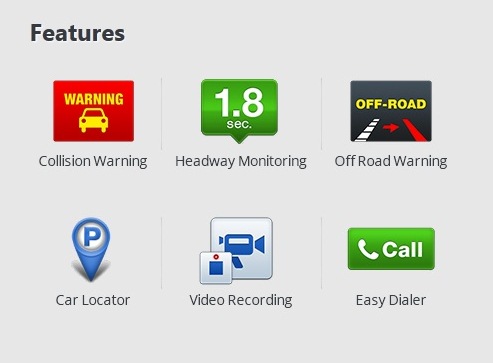 Features
WARNING
1.8
sec.
OFF-ROAD
Collision Warning
Headway Monitoring
Off Road Warning
P
Call
Car Locator
Video Recording
Easy Dialer